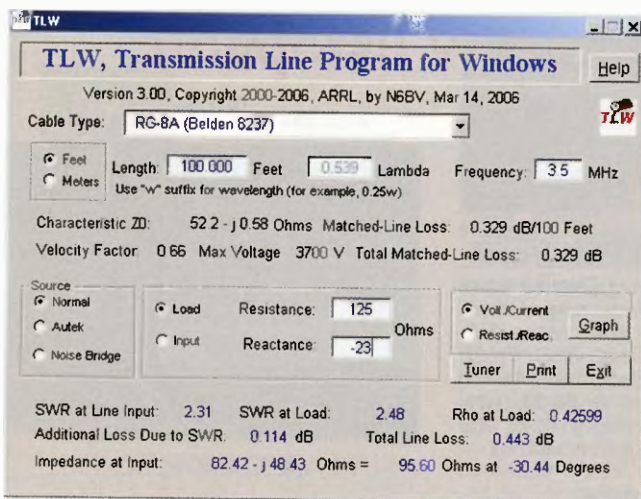 TLW
TLW, Transmission Line Program for Windows
Help
Version 3.00, Copyright 2000-2006, ARRL, by N6BV, Mar 14, 2006
TLW
Cable Type: RG-8A (Belden 8237)
Feet
Meters
Length: 100.000 Feet 0.539 Lambda Frequency: 3.5 MHz
Use "w" suffix for wavelength (for example, 0.25w)
Characteristic Z0: 52.2 - j 0.58 Ohms Matched-Line Loss: 0.329 dB/100 Feet
Velocity Factor 0.66 Max Voltage 3700 V Total Matched-Line Loss: 0.329 dB
Source
Normal
Autek
Noise Bridge
Load
Input
Resistance: 125
Reactance: -23
Ohms
Volt./Current
Resist./Reac.
Graph
Tuner Print Exit
SWR at Line Input: 2.31 SWR at Load: 2.48 Rho at Load: 0.42599
Additional Loss Due to SWR: 0.114 dB Total Line Loss: 0.443 dB
Impedance at Input: 82.42 - j 48.43 Ohms = 95.60 Ohms at -30.44 Degrees